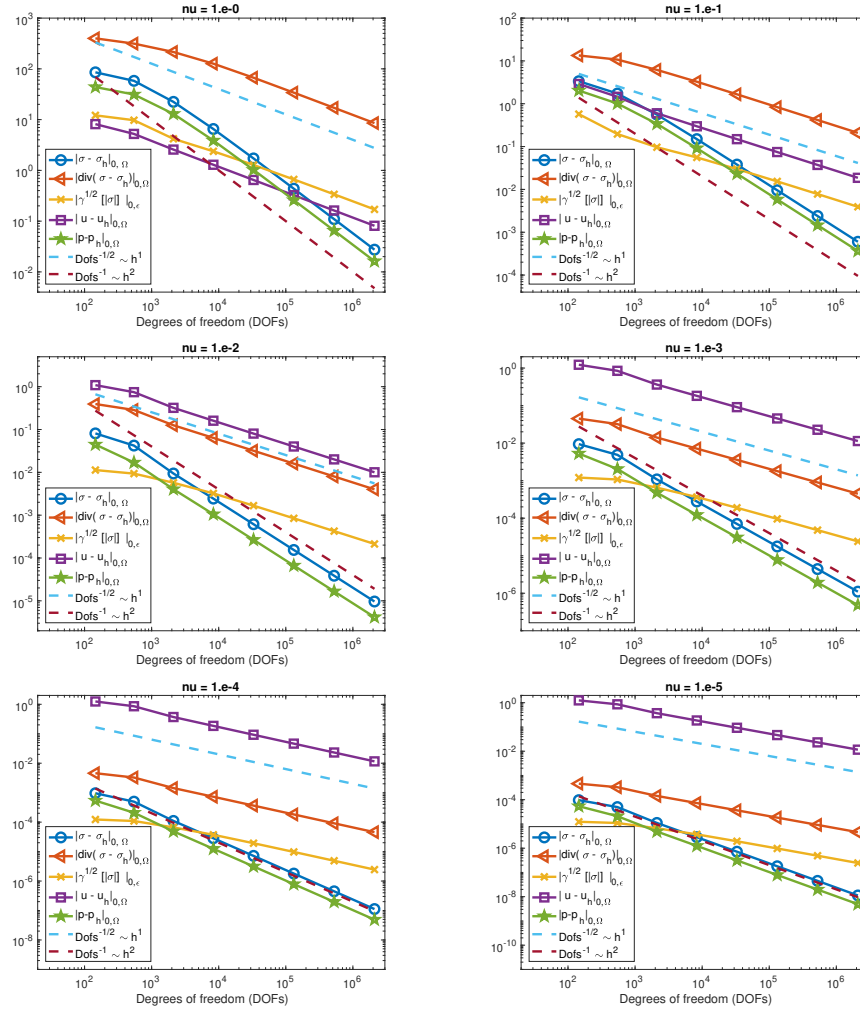 nu = 1.e-0
10^3
10^2
10^1
10^0
10^-1
10^-2
|σ - σ_h|_0, Ω
|div( σ - σ_h)|_0,Ω
|γ^1/2 [|σ|] |_0,ϵ
| u - u_h|_0,Ω
|p-p_h|_0,Ω
Dofs^-1/2 ∼ h^1
Dofs^-1 ∼ h^2
10^2 10^3 10^4 10^5 10^6
Degrees of freedom (DOFs)
nu = 1.e-1
10^2
10^1
10^0
10^-1
10^-2
10^-3
10^-4
|σ - σ_h|_0, Ω
|div( σ - σ_h)|_0,Ω
|γ^1/2 [|σ|] |_0,ϵ
| u - u_h|_0,Ω
|p-p_h|_0,Ω
Dofs^-1/2 ∼ h^1
Dofs^-1 ∼ h^2
10^2 10^3 10^4 10^5 10^6
Degrees of freedom (DOFs)
nu = 1.e-2
10^0
10^-1
10^-2
10^-3
10^-4
10^-5
|σ - σ_h|_0, Ω
|div( σ - σ_h)|_0,Ω
|γ^1/2 [|σ|] |_0,ϵ
| u - u_h|_0,Ω
|p-p_h|_0,Ω
Dofs^-1/2 ∼ h^1
Dofs^-1 ∼ h^2
10^2 10^3 10^4 10^5 10^6
Degrees of freedom (DOFs)
nu = 1.e-3
10^0
10^-2
10^-4
10^-6
|σ - σ_h|_0, Ω
|div( σ - σ_h)|_0,Ω
|γ^1/2 [|σ|] |_0,ϵ
| u - u_h|_0,Ω
|p-p_h|_0,Ω
Dofs^-1/2 ∼ h^1
Dofs^-1 ∼ h^2
10^2 10^3 10^4 10^5 10^6
Degrees of freedom (DOFs)
nu = 1.e-4
10^0
10^-2
10^-4
10^-6
10^-8
|σ - σ_h|_0, Ω
|div( σ - σ_h)|_0,Ω
|γ^1/2 [|σ|] |_0,ϵ
| u - u_h|_0,Ω
|p-p_h|_0,Ω
Dofs^-1/2 ∼ h^1
Dofs^-1 ∼ h^2
10^2 10^3 10^4 10^5 10^6
Degrees of freedom (DOFs)
nu = 1.e-5
10^0
10^-2
10^-4
10^-6
10^-8
10^-10
|σ - σ_h|_0, Ω
|div( σ - σ_h)|_0,Ω
|γ^1/2 [|σ|] |_0,ϵ
| u - u_h|_0,Ω
|p-p_h|_0,Ω
Dofs^-1/2 ∼ h^1
Dofs^-1 ∼ h^2
10^2 10^3 10^4 10^5 10^6
Degrees of freedom (DOFs)